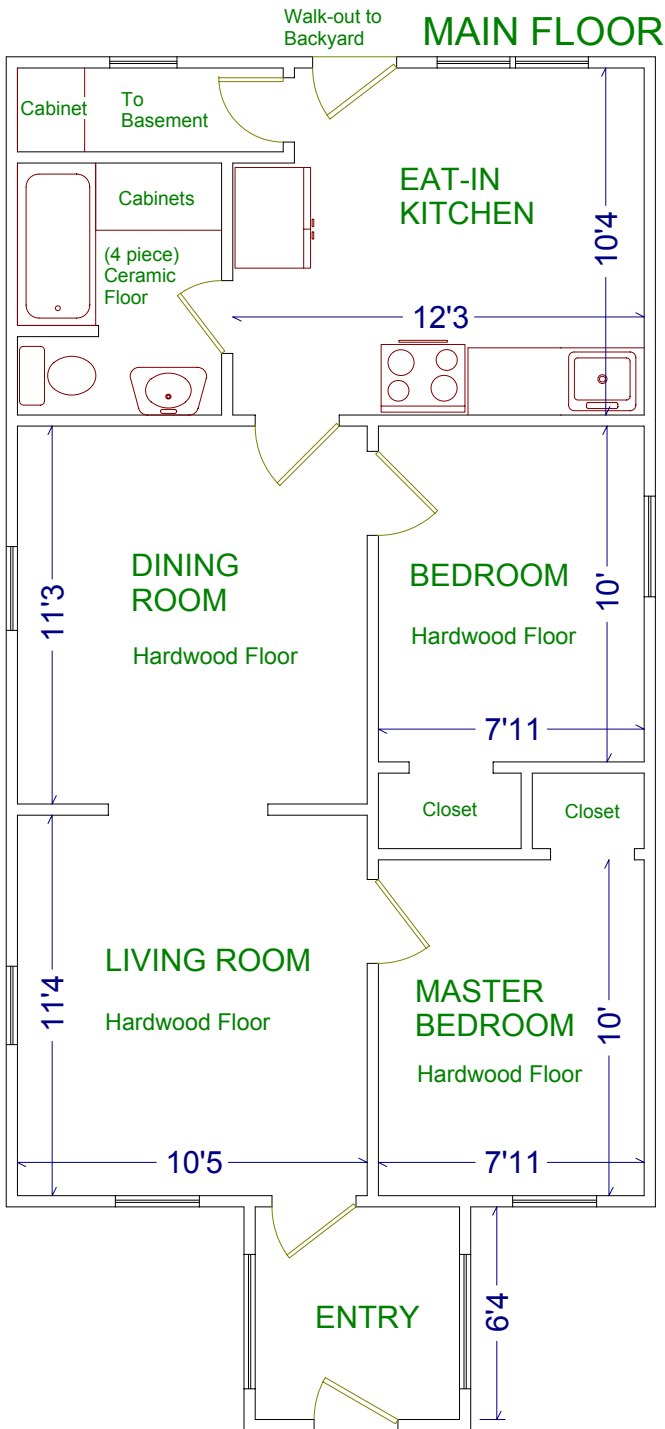 Walk-out to
Backyard
MAIN FLOOR
Cabinet
To
Basement
Cabinets
EAT-IN
KITCHEN
10'4
(4 piece)
Ceramic
Floor
12'3
DINING
ROOM
Hardwood Floor
11'3
BEDROOM
Hardwood Floor
10'
7'11
Closet
Closet
LIVING ROOM
Hardwood Floor
11'4
10'5
MASTER
BEDROOM
Hardwood Floor
10'
7'11
ENTRY
6'4